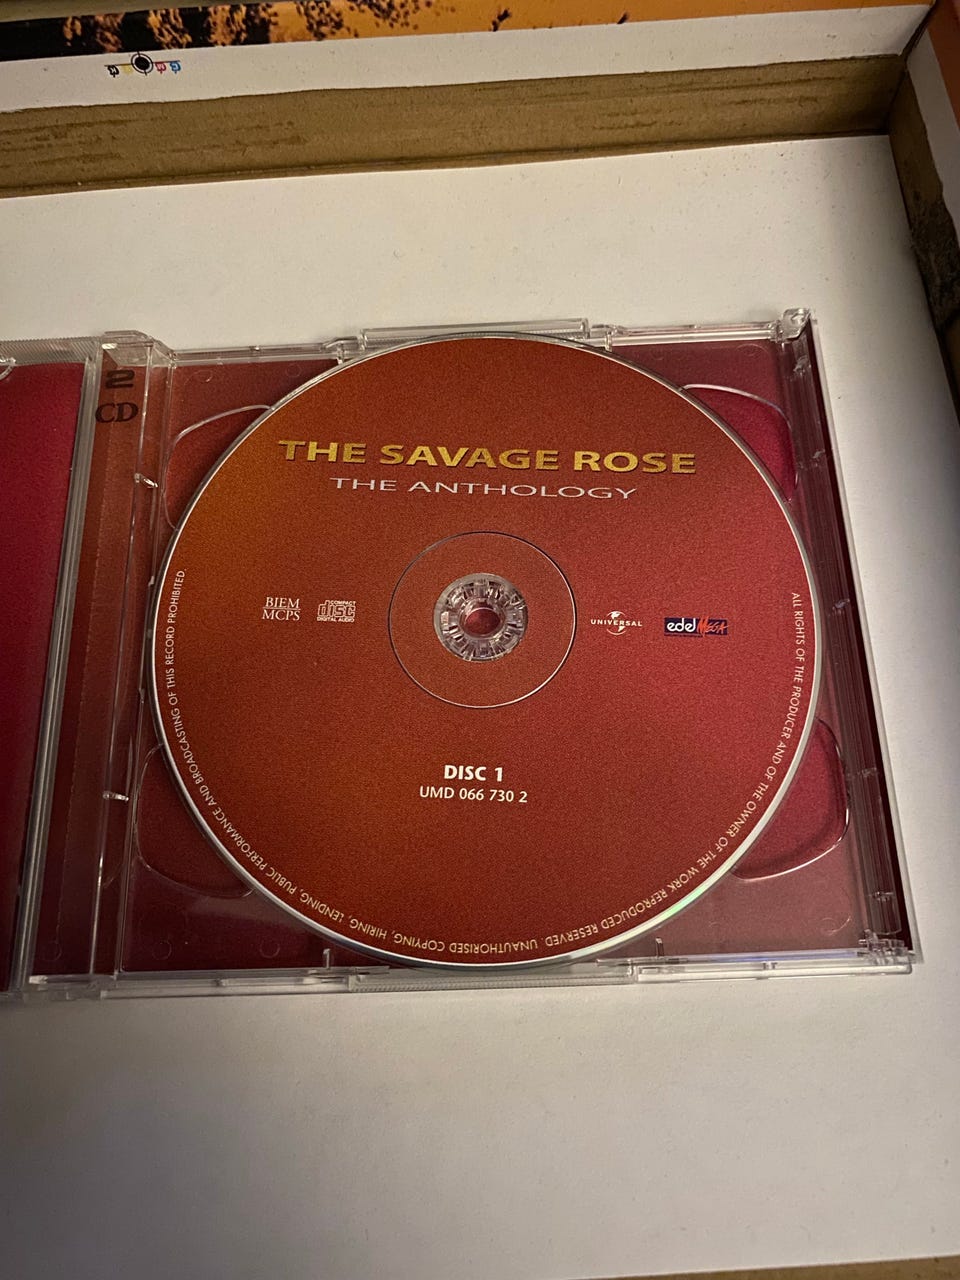 2
CD
THE SAVAGE ROSE
THE ANTHOLOGY
BIEM
MCPS
COMPACT
disc
DIGITAL AUDIO
UNIVERSAL
edel MEGA
DISC 1
UMD 066 730 2
ALL RIGHTS OF THE PRODUCER AND OF THE OWNER OF THE WORK REPRODUCED RESERVED. UNAUTHORISED COPYING, HIRING, LENDING, PUBLIC PERFORMANCE AND BROADCASTING OF THIS RECORD PROHIBITED.